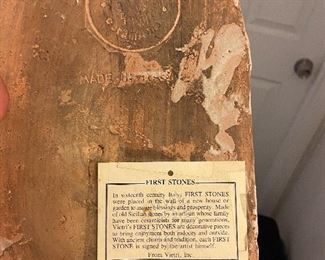 MADE IN
FIRST STONES
In sixteenth century Italy, FIRST STONES
were placed in the wall of a new house or
garden to assure blessings and prosperity. Made
of old Sicilian stones by an artisan whose family
have been ceramicists for many generations,
Vietri's FIRST STONES are decorative pieces
to bring enjoyment both indoors and outside.
With ancient charm and tradition, each FIRST
STONE is signed by the artist himself.
From Vietri, Inc.